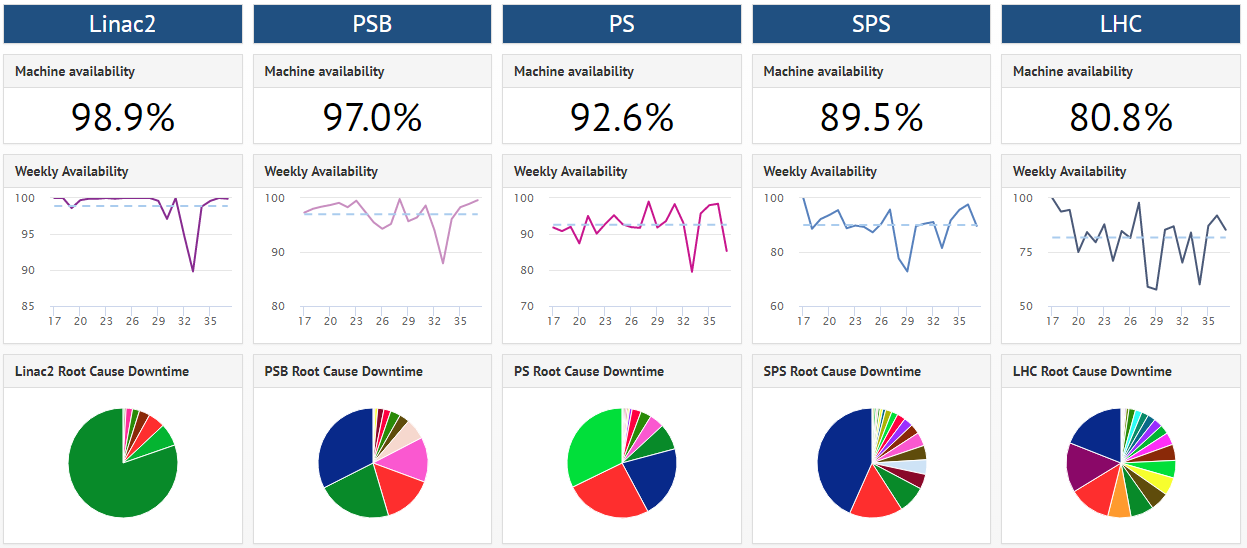 Linac2 PSB PS SPS LHC
Machine availability Machine availability Machine availability Machine availability Machine availability
98.9% 97.0% 92.6% 89.5% 80.8%
Weekly Availability Weekly Availability Weekly Availability Weekly Availability Weekly Availability
100 100 100 100 100
95 90 90 80 75
90 80 80 60 50
85 70
17 20 23 26 29 32 35 17 20 23 26 29 32 35 17 20 23 26 29 32 35 17 20 23 26 29 32 35 17 20 23 26 29 32 35
Linac2 Root Cause Downtime PSB Root Cause Downtime PS Root Cause Downtime SPS Root Cause Downtime LHC Root Cause Downtime